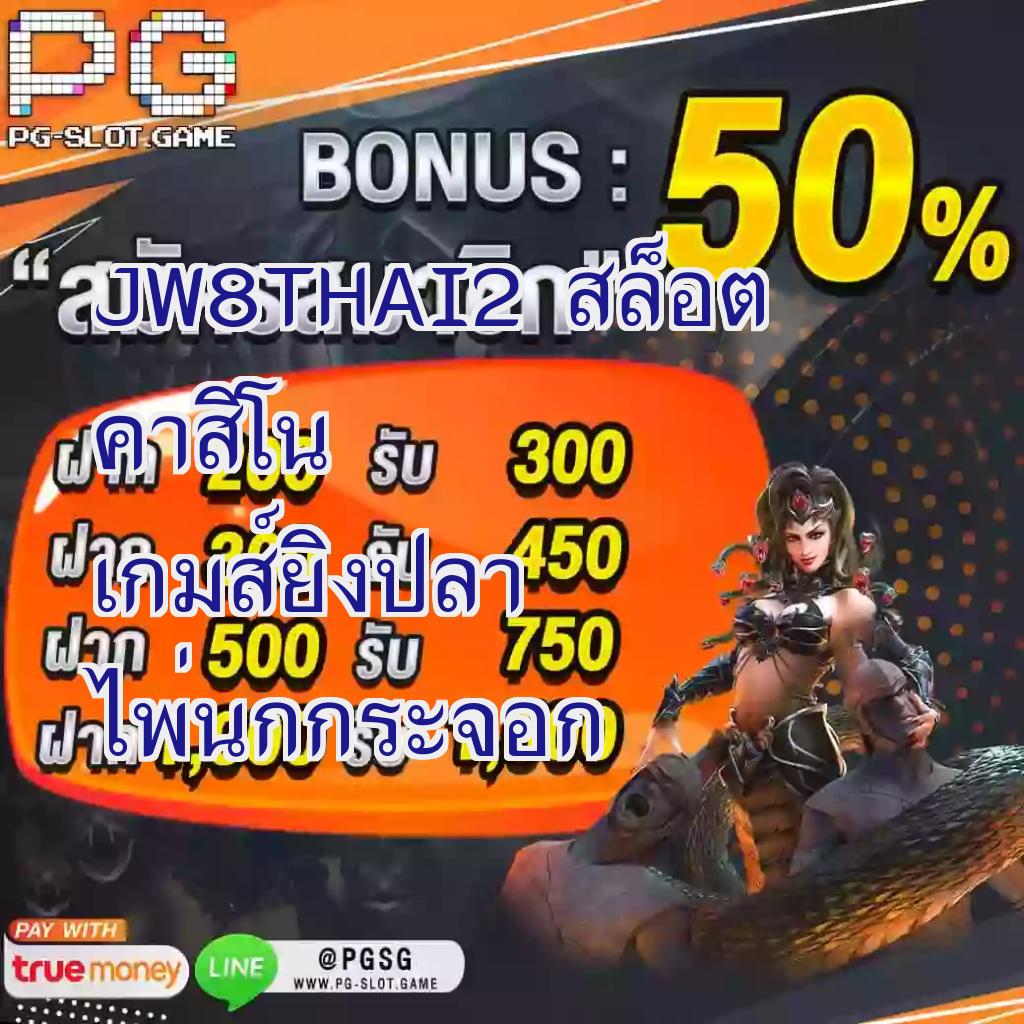 PG
PG-SLOT.GAME
BONUS : 50%
JW8THAI2 สล็อต
คาสิโน
รับ 300
เกมส์ยิงปลา
450
ฝาก 500 รับ 750
ไพ่นกกระจอก
PAY WITH
truemoney
LINE
@PGSG
WWW.PG-SLOT.GAME